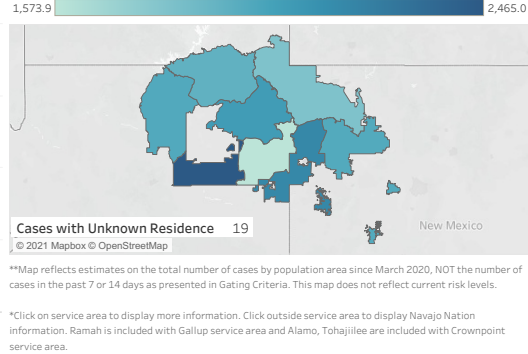 1,573.9 2,465.0
New Mexico
Cases with Unknown Residence 19
© 2021 Mapbox © OpenStreetMap
**Map reflects estimates on the total number of cases by population area since March 2020, NOT the number of
cases in the past 7 or 14 days as presented in Gating Criteria. This map does not reflect current risk levels.
*Click on service area to display more information. Click outside service area to display Navajo Nation
information. Ramah is included with Gallup service area and Alamo, Tohajiilee are included with Crownpoint
service area.